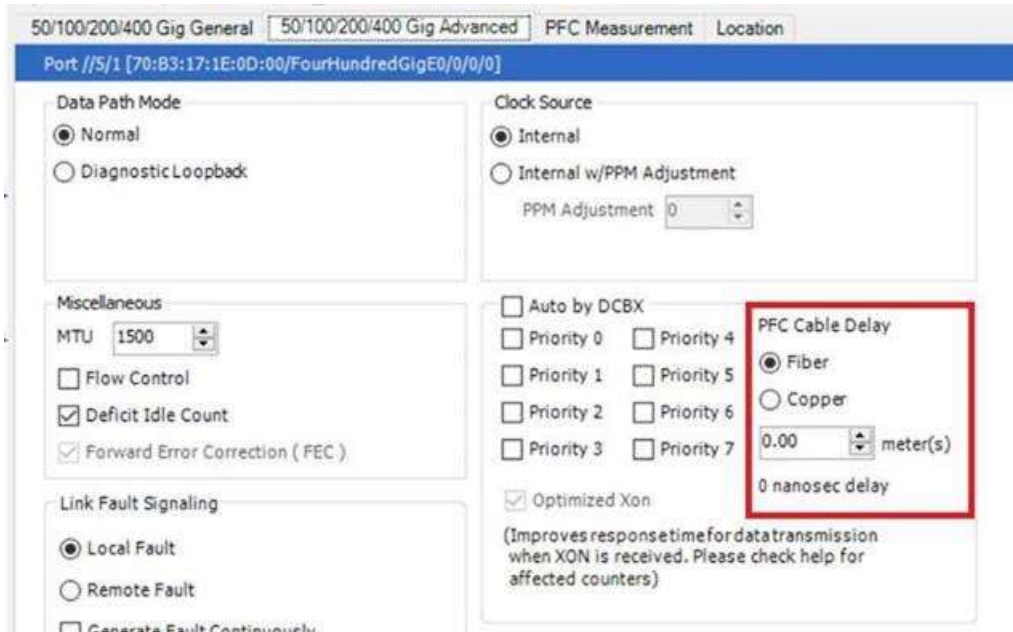 50/100/200/400 Gig General 50/100/200/400 Gig Advanced PFC Measurement Location
Port //5/1 [70:B3:17:1E:0D:00/FourHundredGigE0/0/0/0]
Data Path Mode
Normal
Diagnostic Loopback
Clock Source
Internal
Internal w/PPM Adjustment
PPM Adjustment 0
Miscellaneous
MTU 1500
Flow Control
Deficit Idle Count
Forward Error Correction ( FEC )
Auto by DCBX
Priority 0 Priority 4
Priority 1 Priority 5
Priority 2 Priority 6
Priority 3 Priority 7
PFC Cable Delay
Fiber
Copper
0.00 meter(s)
0 nanosec delay
Optimized Xon
(Improves response time for data transmission
when XON is received. Please check help for
affected counters)
Link Fault Signaling
Local Fault
Remote Fault
Generate Fault Continuously